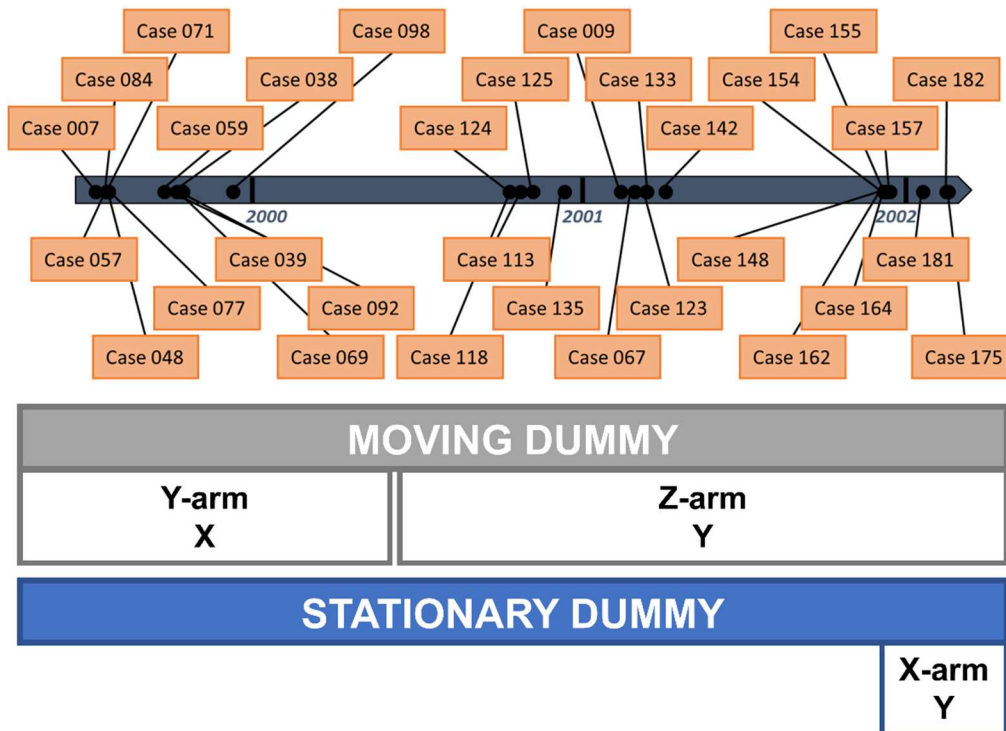 Case 071
Case 098
Case 009
Case 155
Case 084
Case 038
Case 125
Case 133
Case 154
Case 182
Case 007
Case 059
Case 124
Case 142
Case 157
2000
2001
2002
Case 057
Case 039
Case 113
Case 148
Case 181
Case 077
Case 092
Case 135
Case 123
Case 164
Case 048
Case 069
Case 118
Case 067
Case 162
Case 175
MOVING DUMMY
Y-arm
X
Z-arm
Y
STATIONARY DUMMY
X-arm
Y